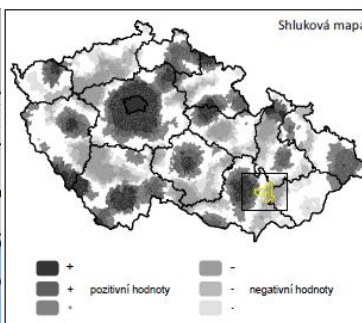 Shluková mapa
+ -
+ pozitivní hodnoty - negativní hodnoty
+ -